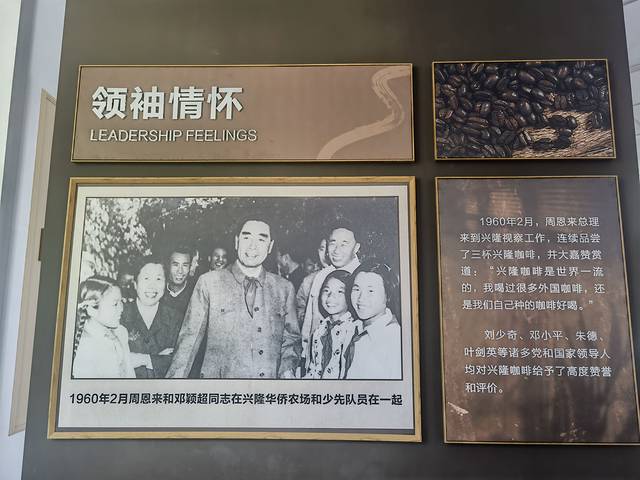 领袖情怀
LEADERSHIP FEELINGS
1960年2月周恩来和邓颖超同志在兴隆华侨农场和少先队员在一起
1960年2月，周恩来总理
来到兴隆视察工作，连续品尝
了三杯兴隆咖啡，并大嘉赞赏
道：“兴隆咖啡是世界一流
的，我喝过很多外国咖啡，还
是我们自己种的咖啡好喝。”
刘少奇、邓小平、朱德、
叶剑英等诸多党和国家领导人
均对兴隆咖啡给予了高度赞誉
和评价。